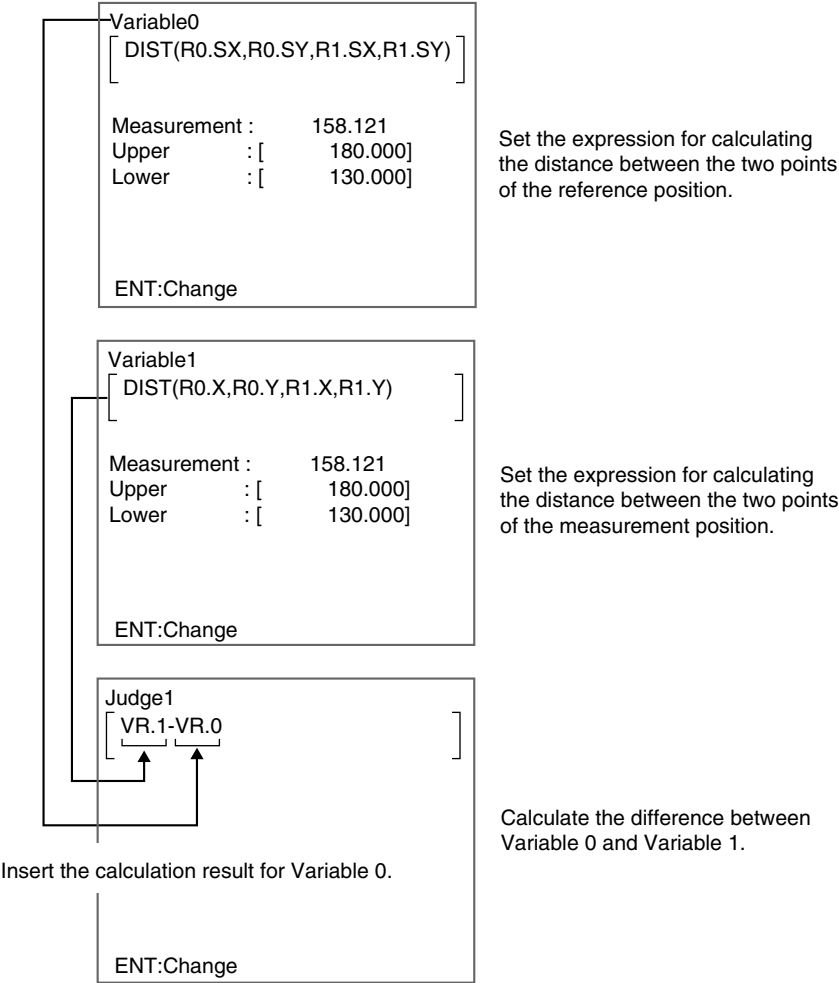 Variable0
DIST(R0.SX,R0.SY,R1.SX,R1.SY)
Measurement : 158.121
Upper : [ 180.000]
Lower : [ 130.000]
ENT:Change
Set the expression for calculating
the distance between the two points
of the reference position.
Variable1
DIST(R0.X,R0.Y,R1.X,R1.Y)
Measurement : 158.121
Upper : [ 180.000]
Lower : [ 130.000]
ENT:Change
Set the expression for calculating
the distance between the two points
of the measurement position.
Judge1
VR.1-VR.0
Calculate the difference between
Variable 0 and Variable 1.
Insert the calculation result for Variable 0.
ENT:Change